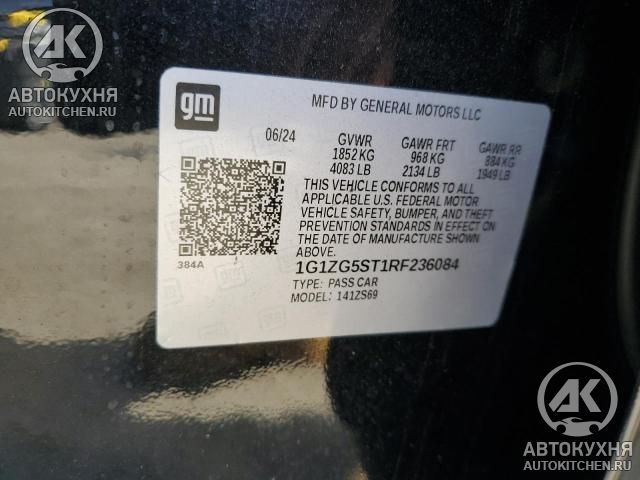 АК
АВТОКУХНЯ
AUTOKITCHEN.RU
gm
MFD BY GENERAL MOTORS LLC
06/24 GVWR GAWR FRT GAWR RR
1852 KG 968 KG 884 KG
4083 LB 2134 LB 1949 LB
THIS VEHICLE CONFORMS TO ALL
APPLICABLE U.S. FEDERAL MOTOR
VEHICLE SAFETY, BUMPER, AND THEFT
PREVENTION STANDARDS IN EFFECT ON
THE DATE OF MANUFACTURE SHOWN
ABOVE.
384A
1G1ZG5ST1RF236084
TYPE: PASS CAR
MODEL: 141ZS69
АК
АВТОКУХНЯ
AUTOKITCHEN.RU